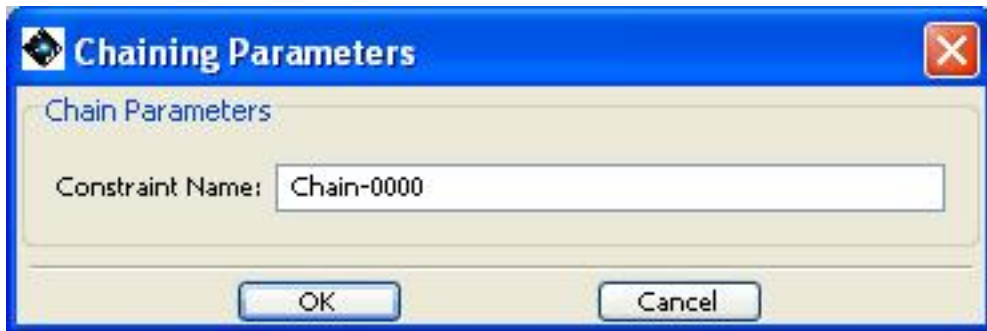 Chaining Parameters
Chain Parameters
Constraint Name: Chain-0000
OK Cancel